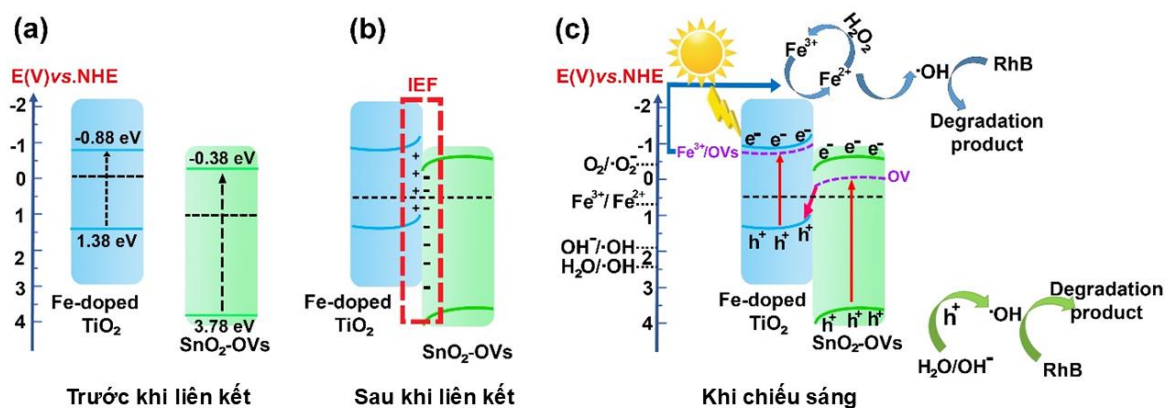 (a)
E(V)vs.NHE
-2
-1
0
1
2
3
4
-0.88 eV
1.38 eV
Fe-doped
TiO₂
-0.38 eV
3.78 eV
SnO₂-OVs
Trước khi liên kết
(b)
IEF
+
+
+
+
-
-
-
-
-
-
-
Fe-doped
TiO₂
SnO₂-OVs
Sau khi liên kết
(c)
E(V)vs.NHE
-2
-1
0
1
2
3
4
O₂/·O₂⁻
Fe³⁺/Fe²⁺
OH⁻/·OH
H₂O/·OH
Fe³⁺/OVs
e⁻ e⁻ e⁻
h⁺ h⁺ h⁺
Fe-doped
TiO₂
e⁻ e⁻ e⁻
OV
h⁺ h⁺ h⁺
SnO₂-OVs
Fe³⁺
H₂O₂
Fe²⁺
·OH
RhB
Degradation
product
H₂O/OH⁻
h⁺
·OH
RhB
Degradation
product
Khi chiếu sáng